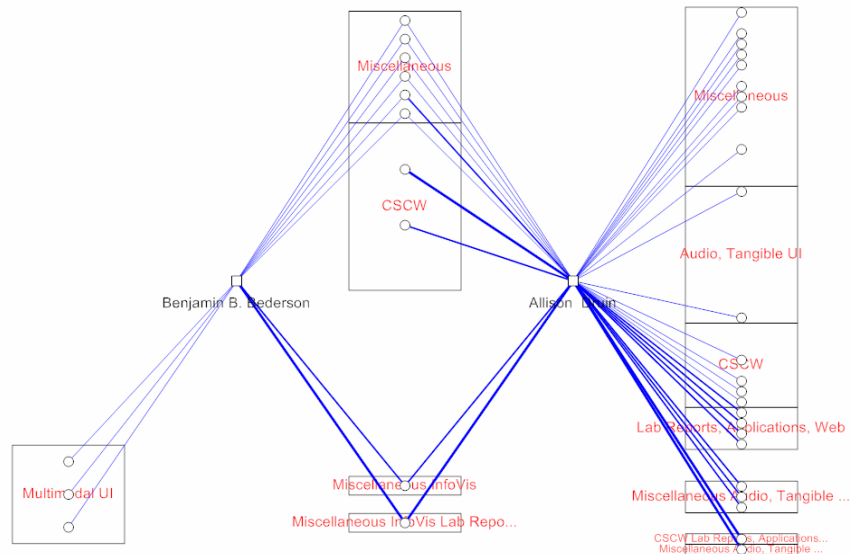 Miscellaneous
Miscellaneous
CSCW
Audio, Tangible UI
Benjamin B. Bederson
Allison Druin
CSCW
Lab Reports, Applications, Web
Multimodal UI
Miscellaneous InfoVis
Miscellaneous Audio, Tangible ...
Miscellaneous InfoVis Lab Repo...
CSCW Lab Reports, Applications...
Miscellaneous Audio, Tangible ...